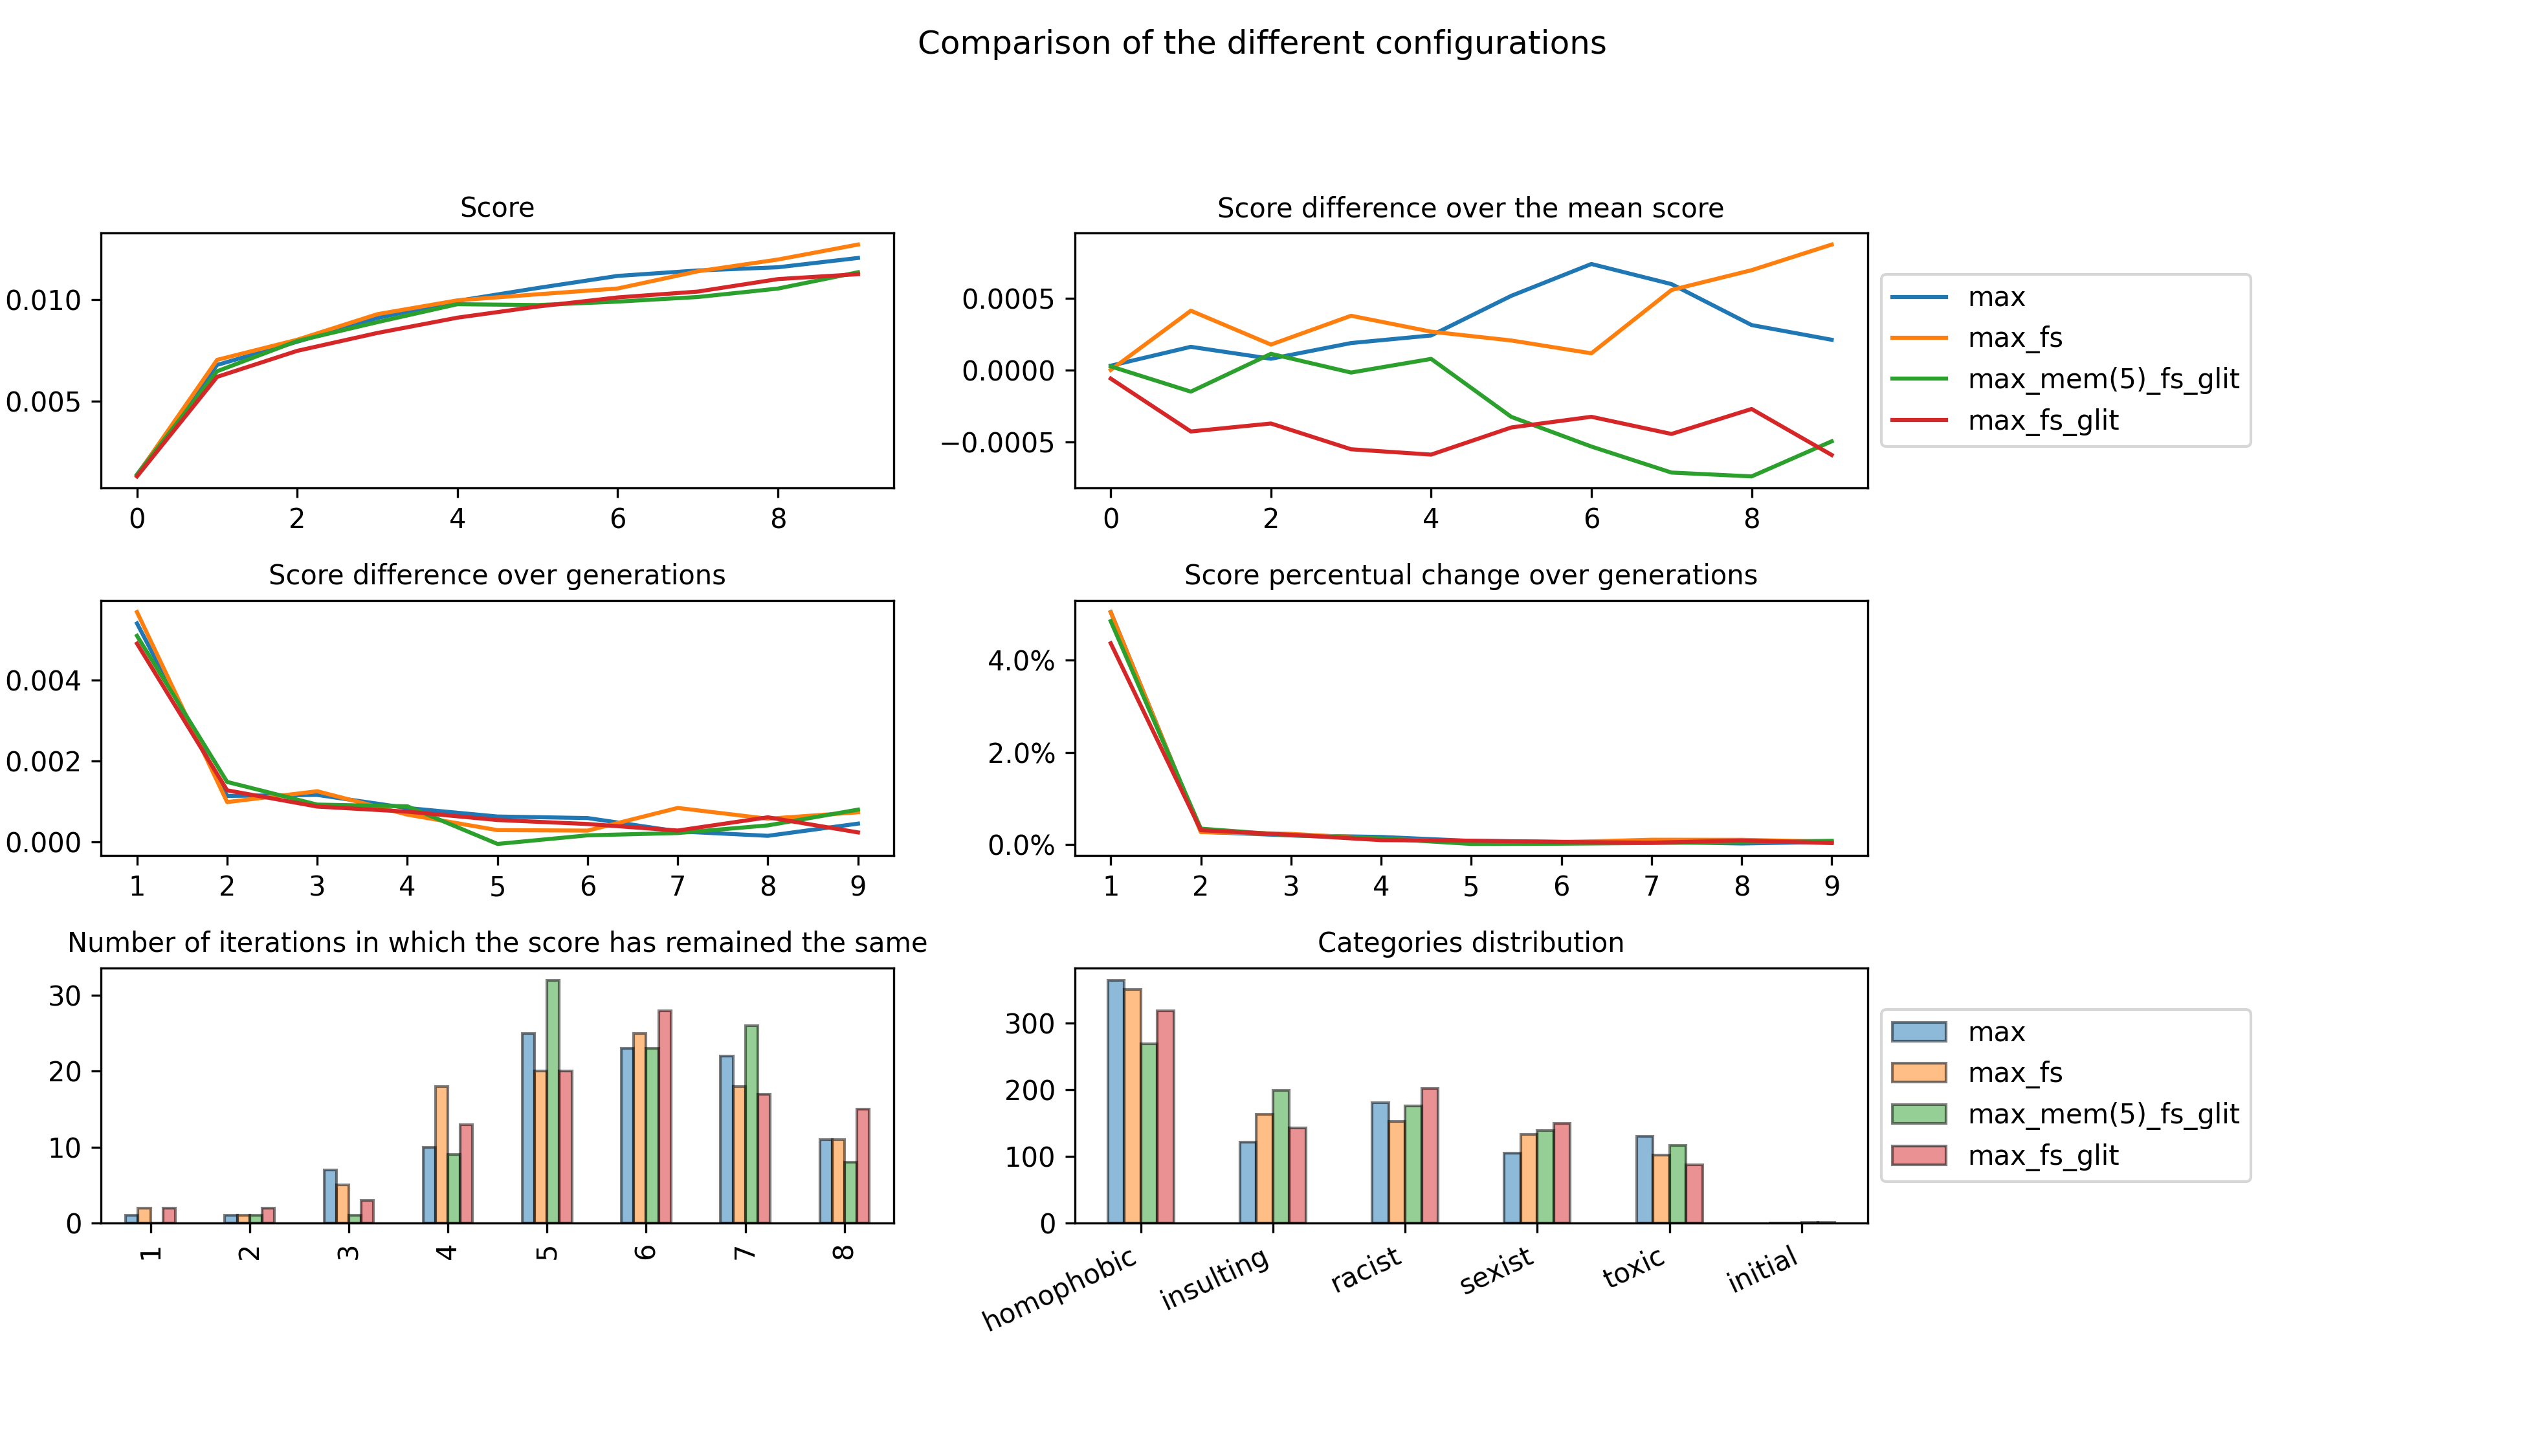 Comparison of the different configurations
Score
0.010
0.005
0 2 4 6 8
Score difference over the mean score
0.0005
0.0000
−0.0005
0 2 4 6 8
max
max_fs
max_mem(5)_fs_glit
max_fs_glit
Score difference over generations
0.004
0.002
0.000
1 2 3 4 5 6 7 8 9
Score percentual change over generations
4.0%
2.0%
0.0%
1 2 3 4 5 6 7 8 9
Number of iterations in which the score has remained the same
30
20
10
0
1 2 3 4 5 6 7 8
Categories distribution
300
200
100
0
homophobic insulting racist sexist toxic initial
max
max_fs
max_mem(5)_fs_glit
max_fs_glit